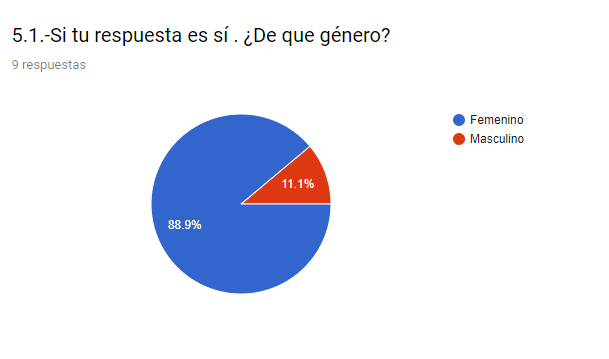 5.1.-Si tu respuesta es sí . ¿De que género?
9 respuestas
Femenino
Masculino
11.1%
88.9%